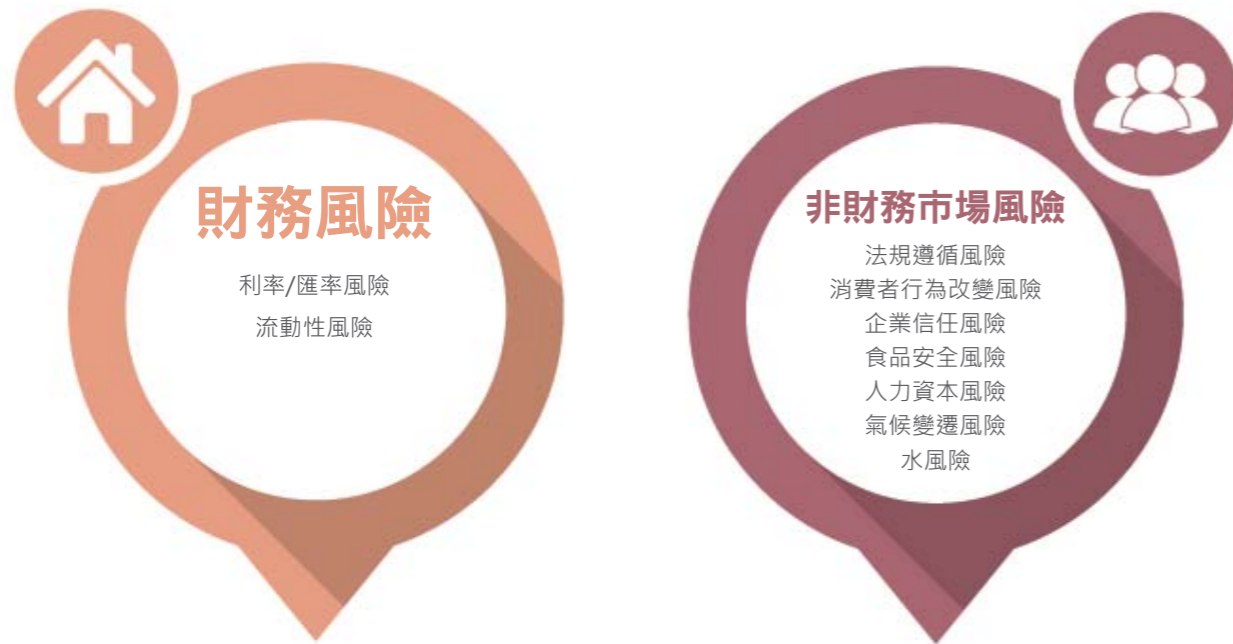 財務風險
利率/匯率風險
流動性風險
非財務市場風險
法規遵循風險
消費者行為改變風險
企業信任風險
食品安全風險
人力資本風險
氣候變遷風險
水風險